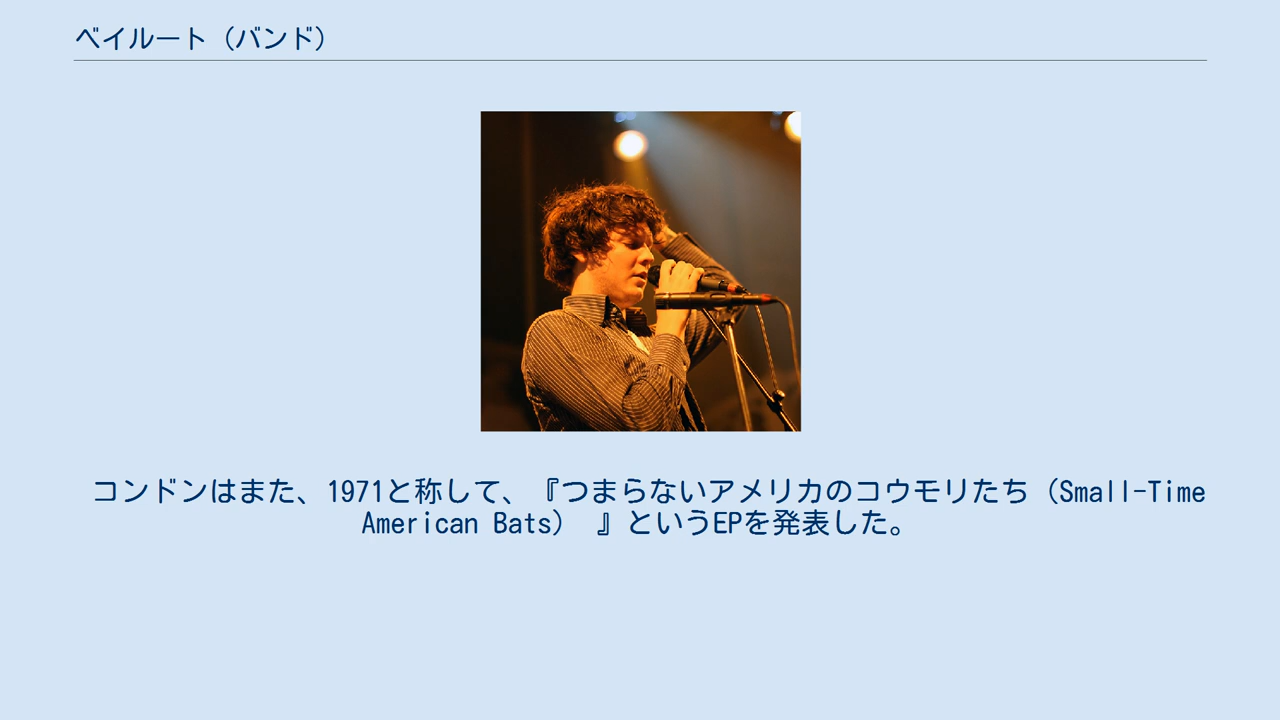 ベイルート（バンド）
コンドンはまた、1971と称して、『つまらないアメリカのコウモリたち（Small-Time
American Bats） 』というEPを発表した。